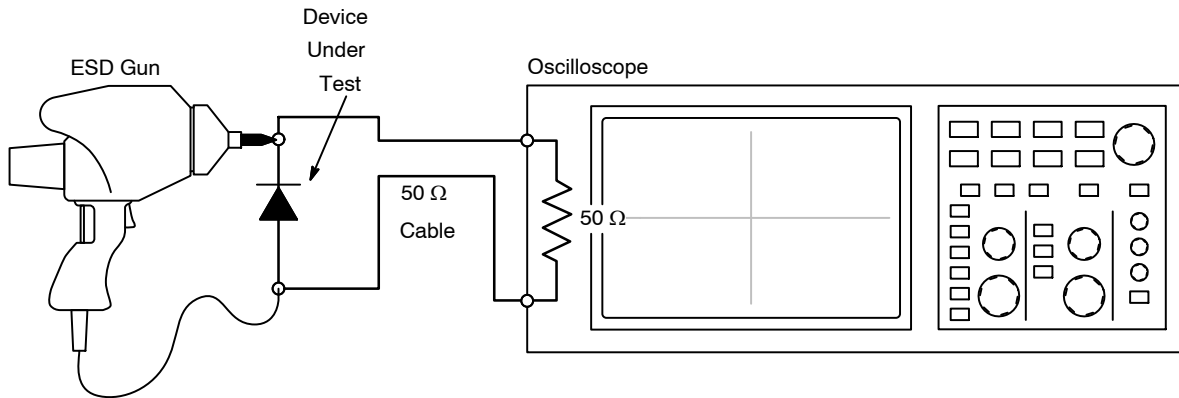 Device
Under
Test
ESD Gun
Oscilloscope
50 Ω
Cable
50 Ω